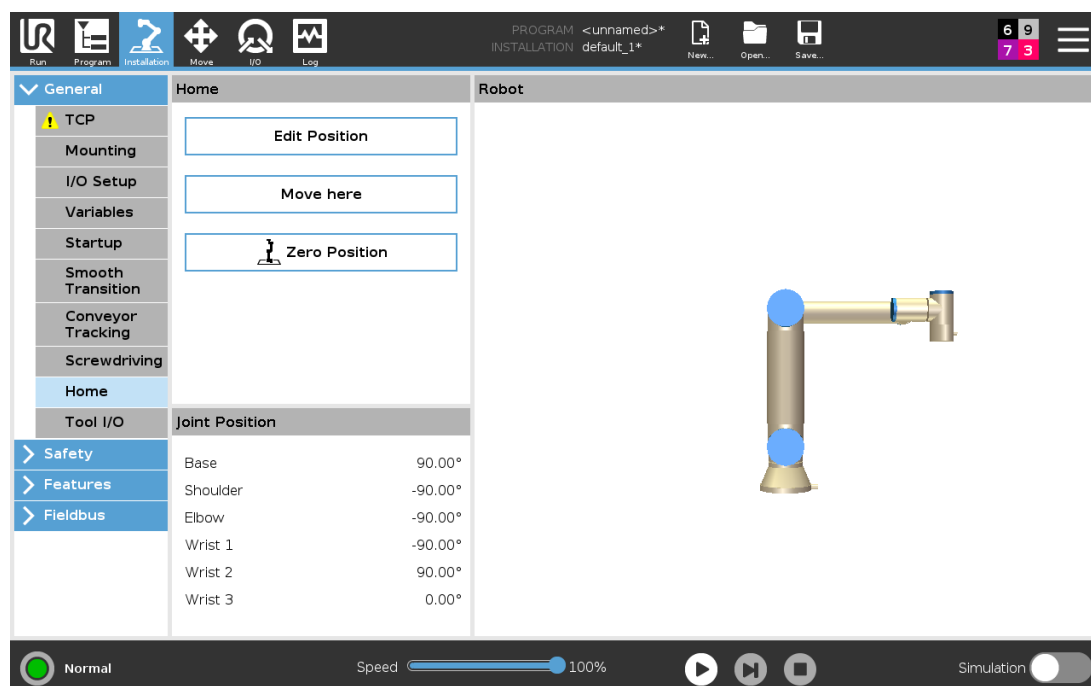 PROGRAM <unnamed>*
INSTALLATION default_1*
UR
Run
Program
Installation
Move
I/O
Log
New...
Open...
Save...
6 9
7 3
General
TCP
Mounting
I/O Setup
Variables
Startup
Smooth
Transition
Conveyor
Tracking
Screwdriving
Home
Tool I/O
Safety
Features
Fieldbus
Home
Edit Position
Move here
Zero Position
Joint Position
Base 90.00°
Shoulder -90.00°
Elbow -90.00°
Wrist 1 -90.00°
Wrist 2 90.00°
Wrist 3 0.00°
Robot
Normal
Speed 100%
Simulation